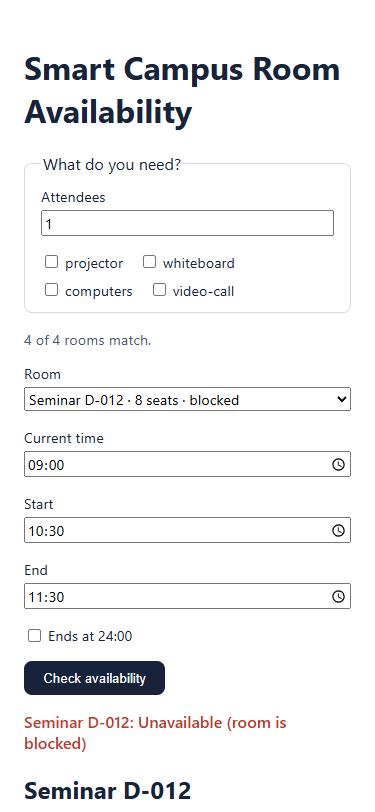 Smart Campus Room
Availability
What do you need?
Attendees
1
projector whiteboard
computers video-call
4 of 4 rooms match.
Room
Seminar D-012 · 8 seats · blocked
Current time
09:00
Start
10:30
End
11:30
Ends at 24:00
Check availability
Seminar D-012: Unavailable (room is
blocked)
Seminar D-012